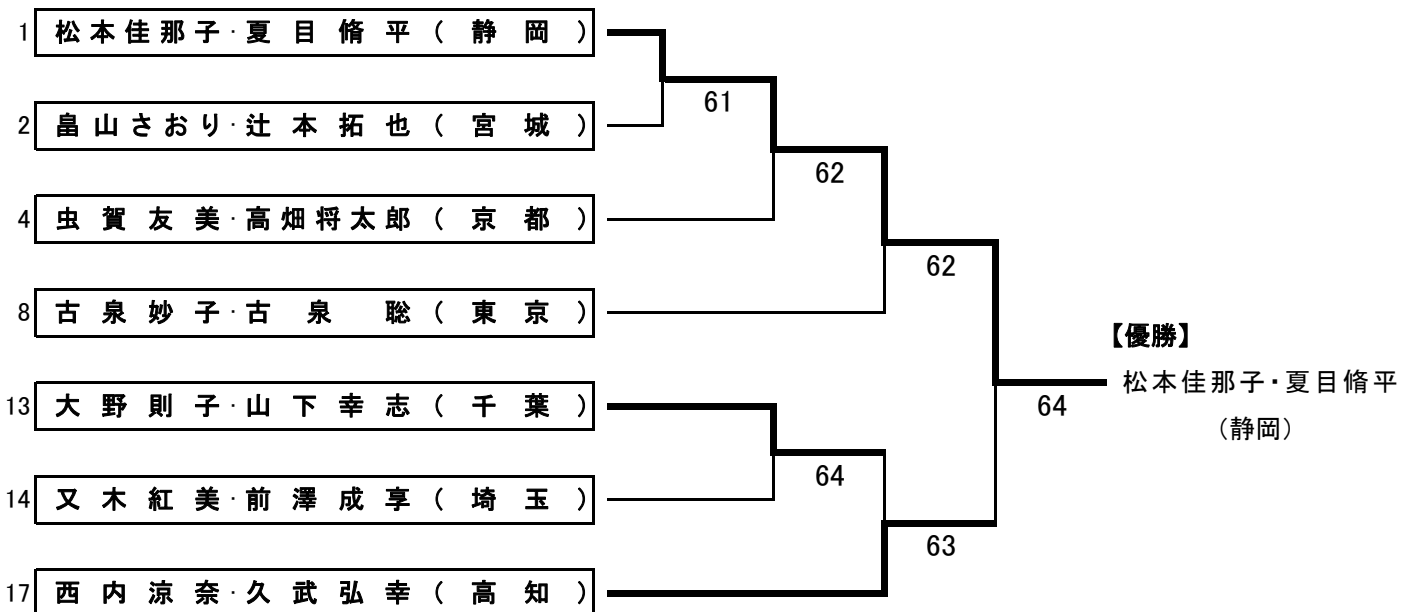 1 松本佳那子・夏目脩平（静岡）
61
2 畠山さおり・辻本拓也（宮城）
62
4 虫賀友美・高畑将太郎（京都）
62
8 古泉妙子・古泉聡（東京）
【優勝】
松本佳那子・夏目脩平
（静岡）
64
13 大野則子・山下幸志（千葉）
64
14 又木紅美・前澤成享（埼玉）
63
17 西内涼奈・久武弘幸（高知）